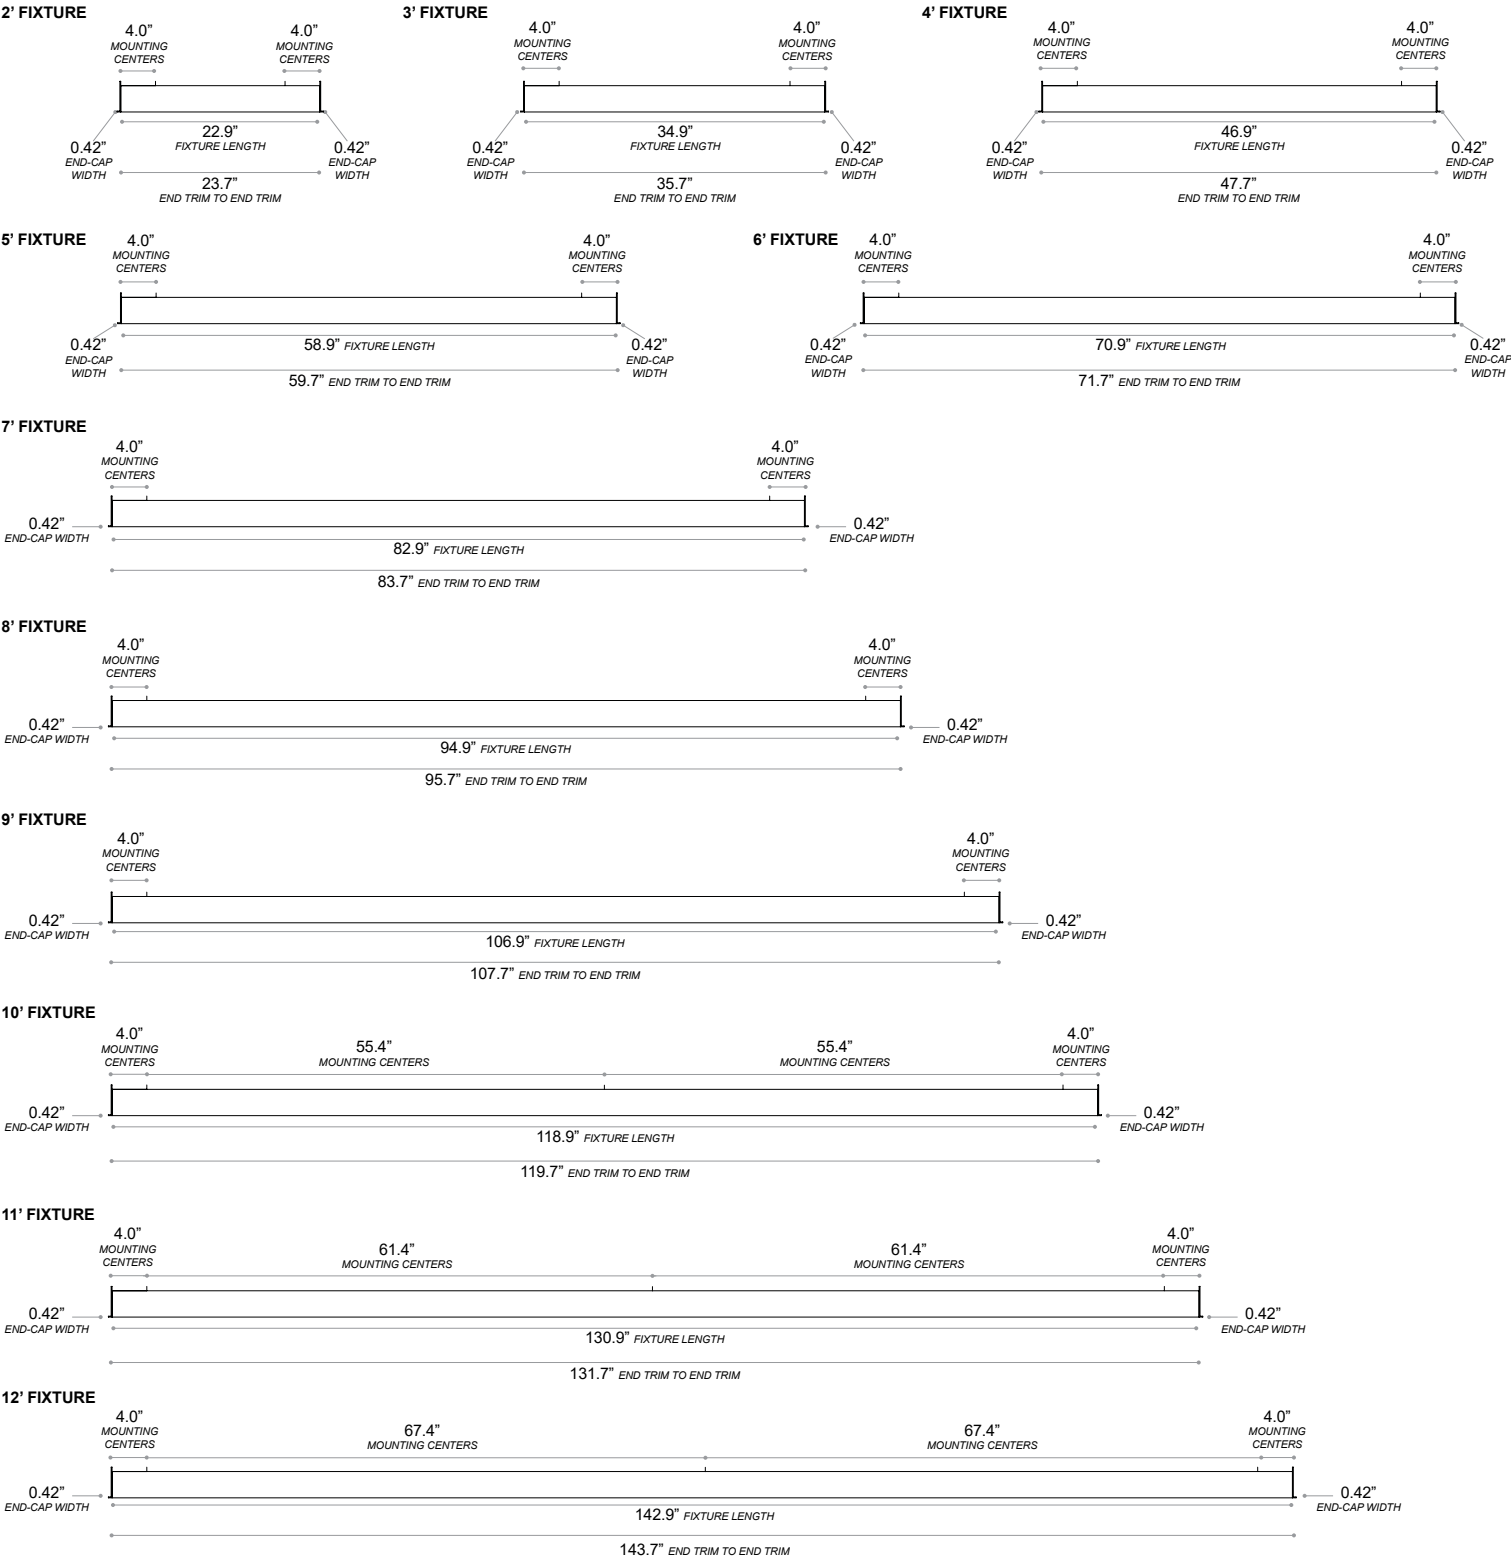 2’ FIXTURE
4.0”
MOUNTING
CENTERS
4.0”
MOUNTING
CENTERS
0.42”
END-CAP
WIDTH
22.9”
FIXTURE LENGTH
0.42”
END-CAP
WIDTH
23.7”
END TRIM TO END TRIM
3’ FIXTURE
4.0”
MOUNTING
CENTERS
4.0”
MOUNTING
CENTERS
0.42”
END-CAP
WIDTH
34.9”
FIXTURE LENGTH
0.42”
END-CAP
WIDTH
35.7”
END TRIM TO END TRIM
4’ FIXTURE
4.0”
MOUNTING
CENTERS
4.0”
MOUNTING
CENTERS
0.42”
END-CAP
WIDTH
46.9”
FIXTURE LENGTH
0.42”
END-CAP
WIDTH
47.7”
END TRIM TO END TRIM
5’ FIXTURE
4.0”
MOUNTING
CENTERS
4.0”
MOUNTING
CENTERS
0.42”
END-CAP
WIDTH
58.9” FIXTURE LENGTH
0.42”
END-CAP
WIDTH
59.7” END TRIM TO END TRIM
6’ FIXTURE
4.0”
MOUNTING
CENTERS
4.0”
MOUNTING
CENTERS
0.42”
END-CAP
WIDTH
70.9” FIXTURE LENGTH
0.42”
END-CAP
WIDTH
71.7” END TRIM TO END TRIM
7’ FIXTURE
4.0”
MOUNTING
CENTERS
4.0”
MOUNTING
CENTERS
0.42”
END-CAP WIDTH
0.42”
END-CAP WIDTH
82.9” FIXTURE LENGTH
83.7” END TRIM TO END TRIM
8’ FIXTURE
4.0”
MOUNTING
CENTERS
4.0”
MOUNTING
CENTERS
0.42”
END-CAP WIDTH
0.42”
END-CAP WIDTH
94.9” FIXTURE LENGTH
95.7” END TRIM TO END TRIM
9’ FIXTURE
4.0”
MOUNTING
CENTERS
4.0”
MOUNTING
CENTERS
0.42”
END-CAP WIDTH
0.42”
END-CAP WIDTH
106.9” FIXTURE LENGTH
107.7” END TRIM TO END TRIM
10’ FIXTURE
4.0”
MOUNTING
CENTERS
55.4”
MOUNTING CENTERS
55.4”
MOUNTING CENTERS
4.0”
MOUNTING
CENTERS
0.42”
END-CAP WIDTH
0.42”
END-CAP WIDTH
118.9” FIXTURE LENGTH
119.7” END TRIM TO END TRIM
11’ FIXTURE
4.0”
MOUNTING
CENTERS
61.4”
MOUNTING CENTERS
61.4”
MOUNTING CENTERS
4.0”
MOUNTING
CENTERS
0.42”
END-CAP WIDTH
0.42”
END-CAP WIDTH
130.9” FIXTURE LENGTH
131.7” END TRIM TO END TRIM
12’ FIXTURE
4.0”
MOUNTING
CENTERS
67.4”
MOUNTING CENTERS
67.4”
MOUNTING CENTERS
4.0”
MOUNTING
CENTERS
0.42”
END-CAP WIDTH
0.42”
END-CAP WIDTH
142.9” FIXTURE LENGTH
143.7” END TRIM TO END TRIM